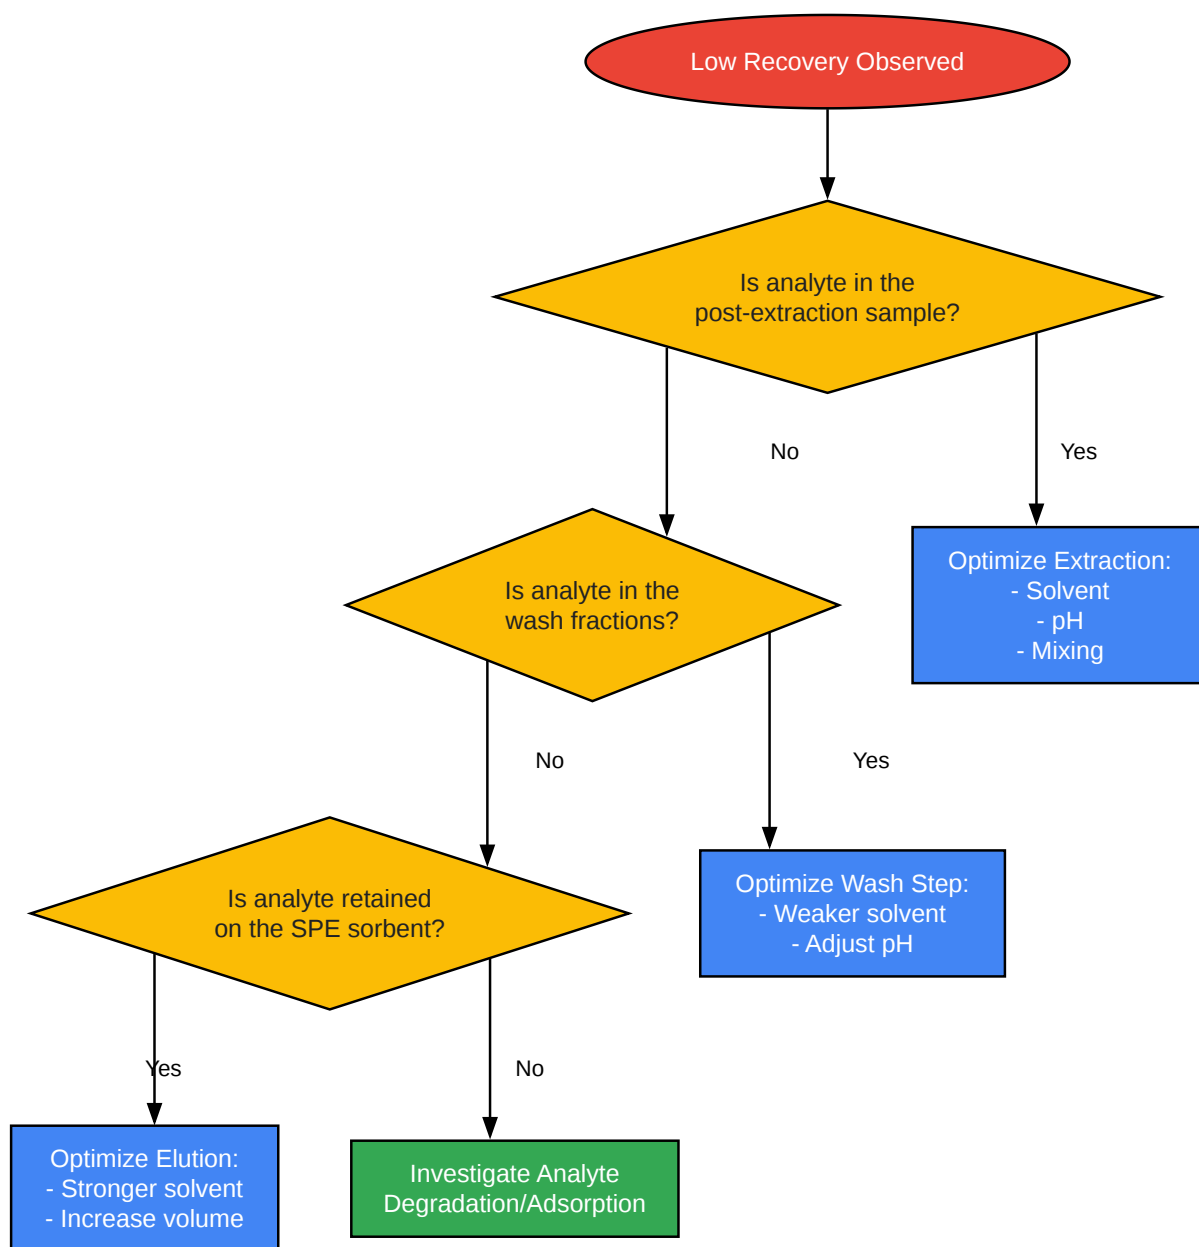 Low Recovery Observed
Is analyte in the
post-extraction sample?
No
Yes
Optimize Extraction:
- Solvent
- pH
- Mixing
Is analyte in the
wash fractions?
No
Yes
Optimize Wash Step:
- Weaker solvent
- Adjust pH
Is analyte retained
on the SPE sorbent?
Yes
No
Optimize Elution:
- Stronger solvent
- Increase volume
Investigate Analyte
Degradation/Adsorption